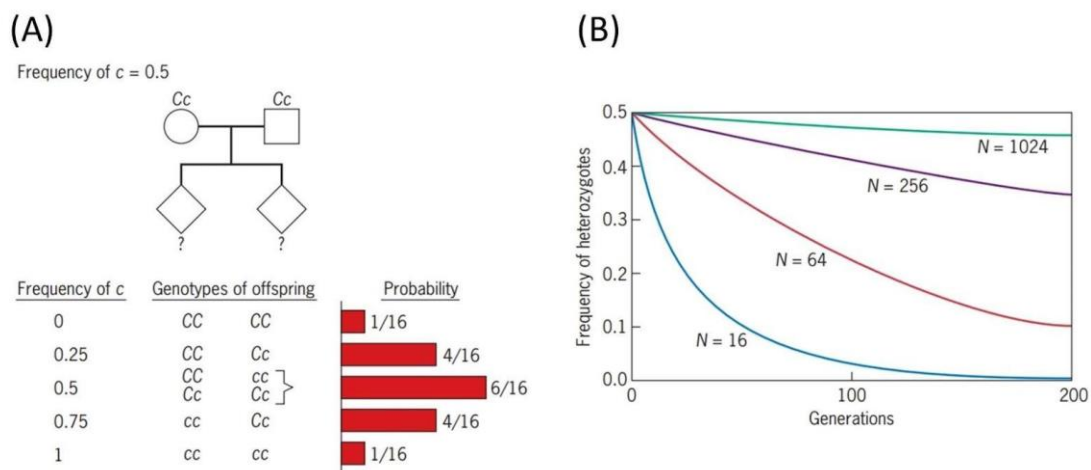 (A)
Frequency of c = 0.5
Cc Cc
? ?
Frequency of c Genotypes of offspring Probability
0 CC CC 1/16
0.25 CC Cc 4/16
CC cc
0.5 6/16
Cc Cc
0.75 cc Cc 4/16
1 cc cc 1/16
(B)
Frequency of heterozygotes
0.5
0.4
0.3
0.2
0.1
0.0
N = 1024
N = 256
N = 64
N = 16
0 100 200
Generations